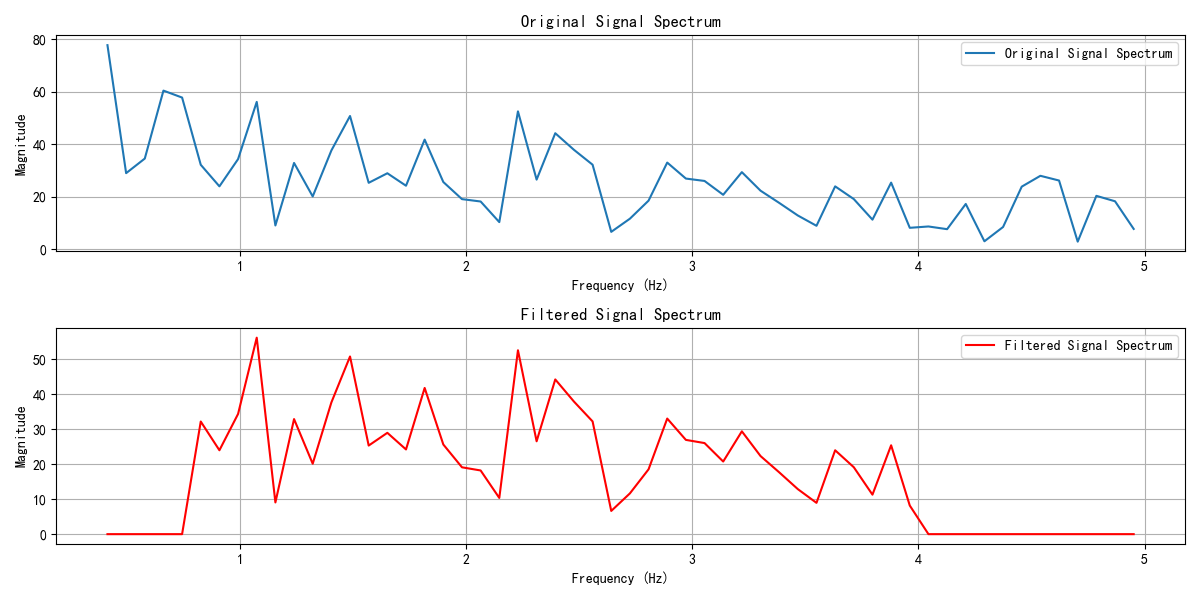 Original Signal Spectrum
Original Signal Spectrum
Magnitude
80
60
40
20
0
1 2 3 4 5
Frequency (Hz)
Filtered Signal Spectrum
Filtered Signal Spectrum
Magnitude
50
40
30
20
10
0
1 2 3 4 5
Frequency (Hz)